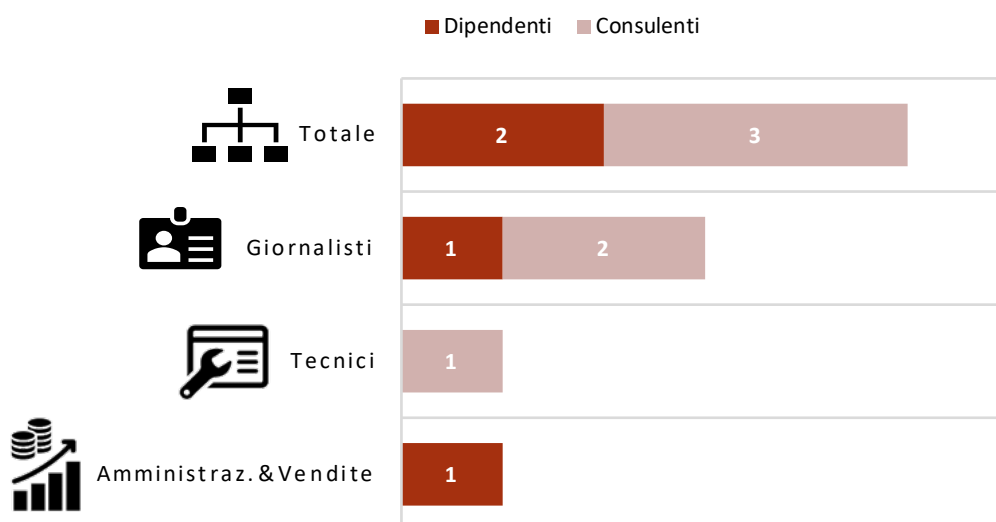 Dipendenti Consulenti
Totale 2 3
Giornalisti 1 2
Tecnici 1
Amministraz.&Vendite 1